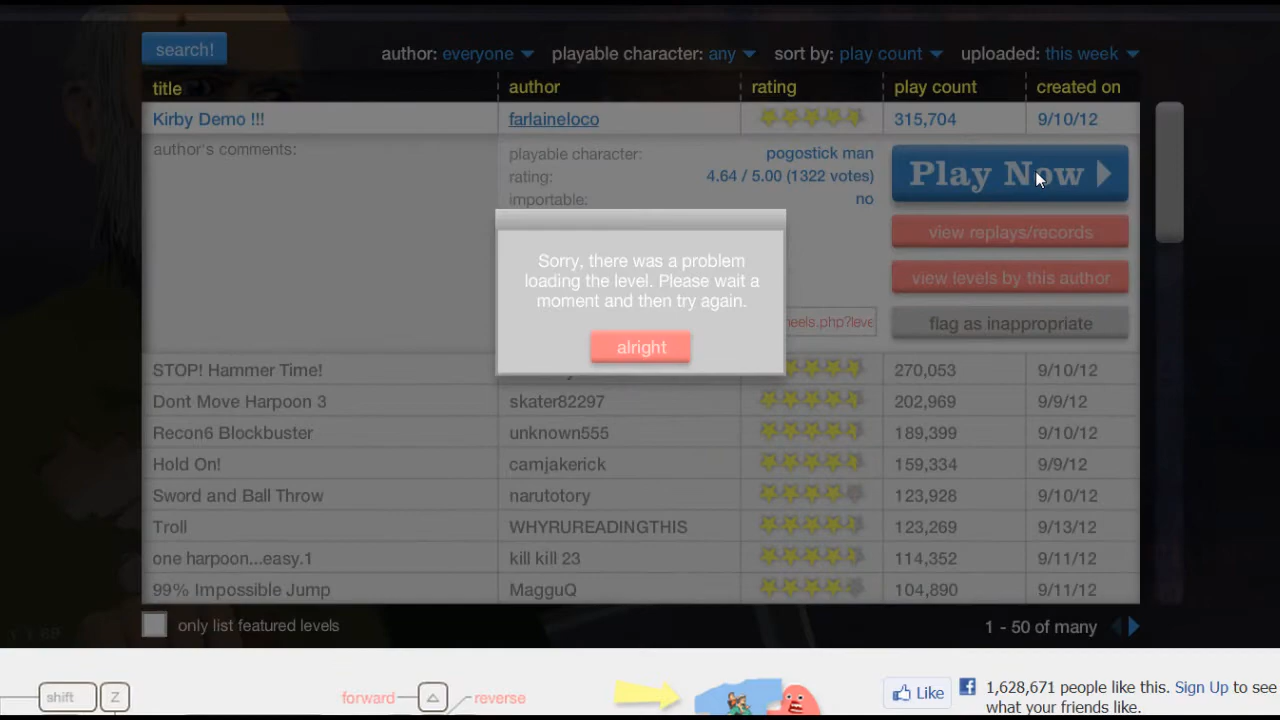 search! author: everyone playable character: any sort by: play count uploaded: this week
title author rating play count created on
Kirby Demo !!! farlaineloco 315,704 9/10/12
author's comments:
playable character: pogostick man
rating: 4.64 / 5.00 (1322 votes)
importable: no
Play Now
view replays/records
view levels by this author
flag as inappropriate
Sorry, there was a problem
loading the level. Please wait a
moment and then try again.
alright
STOP! Hammer Time! 270,053 9/10/12
Dont Move Harpoon 3 skater82297 202,969 9/9/12
Recon6 Blockbuster unknown555 189,399 9/10/12
Hold On! camjakerick 159,334 9/9/12
Sword and Ball Throw narutotory 123,928 9/10/12
Troll WHYRUREADINGTHIS 123,269 9/13/12
one harpoon...easy.1 kill kill 23 114,352 9/11/12
99% Impossible Jump MagguQ 104,890 9/11/12
only list featured levels 1 - 50 of many
shift Z forward reverse
Like 1,628,671 people like this. Sign Up to see
what your friends like.